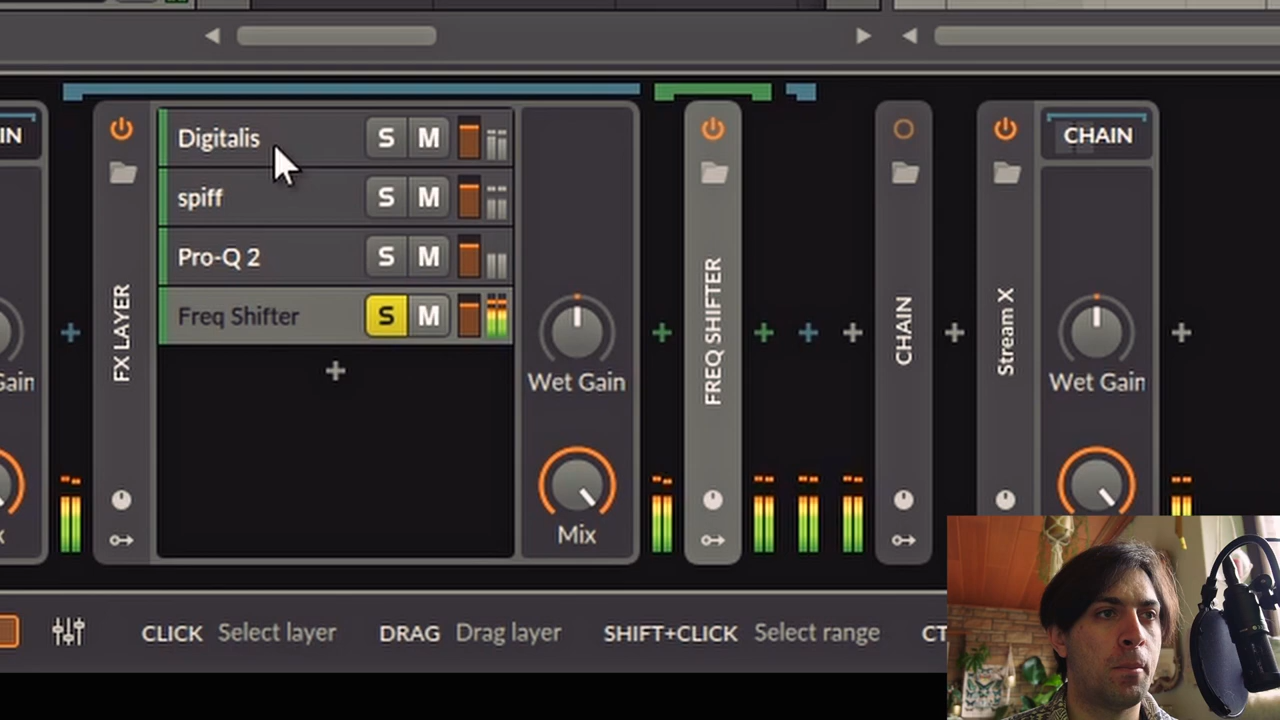 IN
Gain
x
FX LAYER
Digitalis S M
spiff S M
Pro-Q 2 S M
Freq Shifter S M
+
Wet Gain
Mix
FREQ SHIFTER
CHAIN
Stream X
CHAIN
Wet Gain
CLICK Select layer DRAG Drag layer SHIFT+CLICK Select range CT